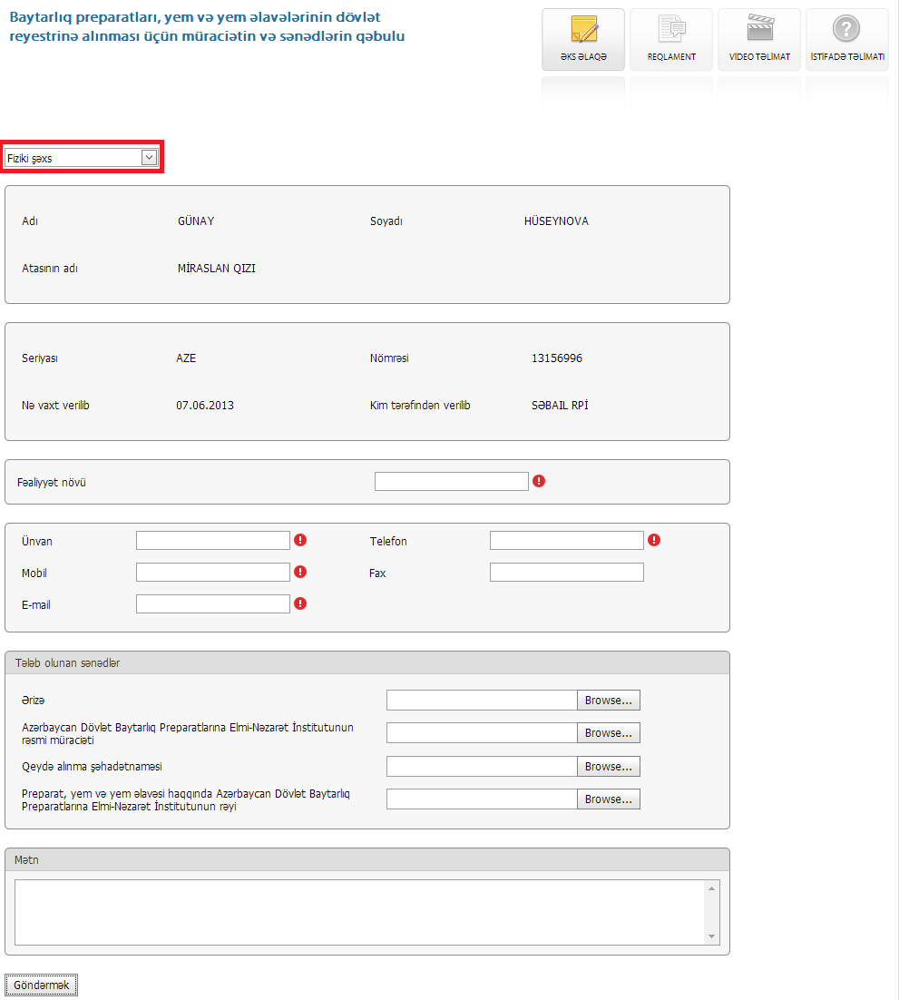 Baytarlıq preparatları, yem və yem əlavələrinin dövlət
reyestrinə alınması üçün müraciətin və sənədlərin qəbulu
ƏKS ƏLAQƏ
REQLAMENT
VİDEO TƏLİMAT
İSTİFADƏ TƏLİMATI
Fiziki şəxs
Adı GÜNAY Soyadı HÜSEYNOVA
Atasının adı MİRASLAN QIZI
Seriyası AZE Nömrəsi 13156996
Nə vaxt verilib 07.06.2013 Kim tərəfindən verilib SƏBAIL RPİ
Fəaliyyət növü
Ünvan Telefon
Mobil Fax
E-mail
Tələb olunan sənədlər
Ərizə Browse...
Azərbaycan Dövlət Baytarlıq Preparatlarına Elmi-Nəzarət İnstitutunun
rəsmi müraciəti Browse...
Qeydə alınma şəhadətnaməsi Browse...
Preparat, yem və yem əlavəsi haqqında Azərbaycan Dövlət Baytarlıq
Preparatlarına Elmi-Nəzarət İnstitutunun rəyi Browse...
Mətn
Göndərmək